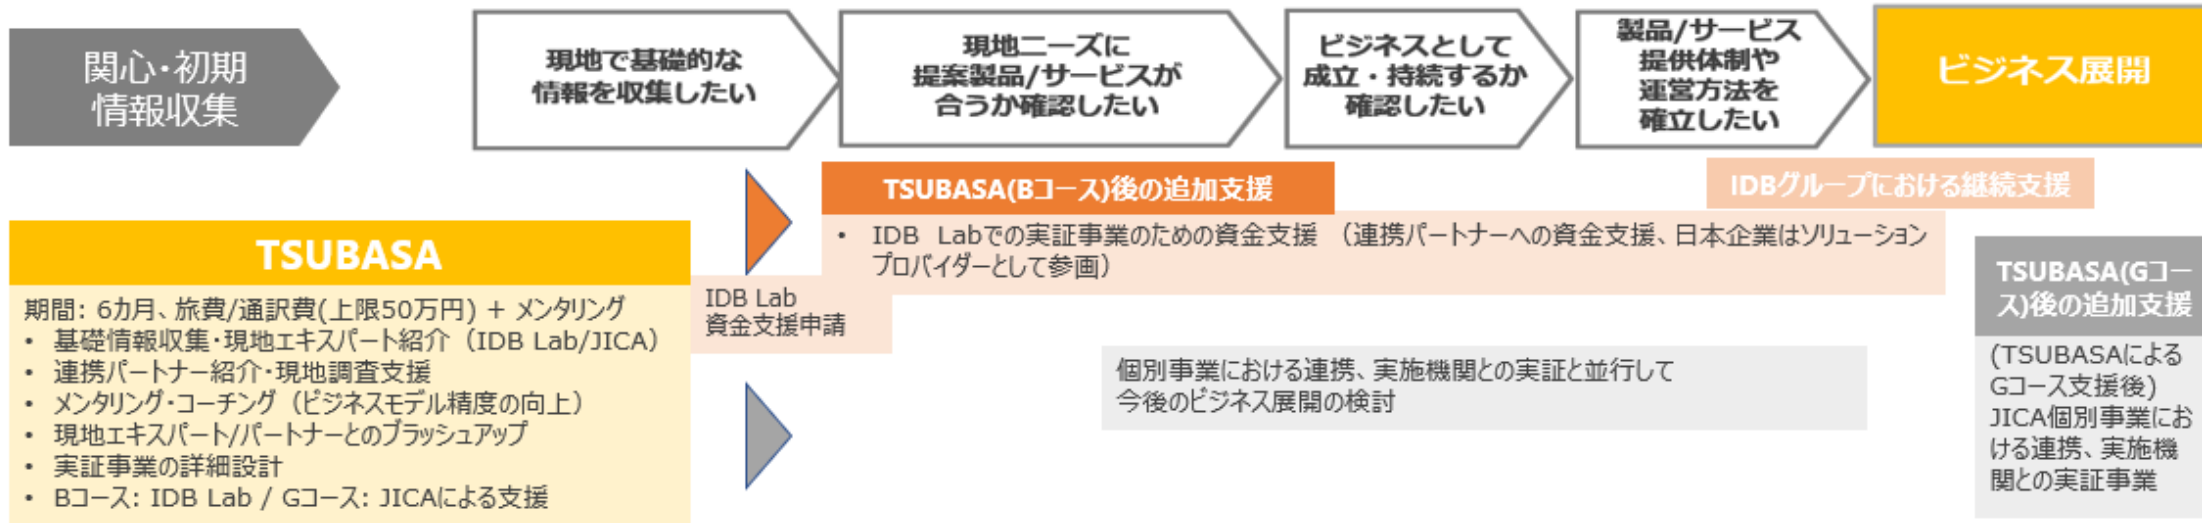 関心・初期
情報収集
現地で基礎的な
情報を収集したい
現地ニーズに
提案製品/サービスが
合うか確認したい
ビジネスとして
成立・持続するか
確認したい
製品/サービス
提供体制や
運営方法を
確立したい
ビジネス展開
TSUBASA
期間: 6カ月、旅費/通訳費(上限50万円) + メンタリング
• 基礎情報収集・現地エキスパート紹介（IDB Lab/JICA）
• 連携パートナー紹介・現地調査支援
• メンタリング・コーチング（ビジネスモデル精度の向上）
• 現地エキスパート/パートナーとのブラッシュアップ
• 実証事業の詳細設計
• Bコース: IDB Lab / Gコース: JICAによる支援
IDB Lab
資金支援申請
TSUBASA(Bコース)後の追加支援
• IDB Labでの実証事業のための資金支援 （連携パートナーへの資金支援、日本企業はソリューション
プロバイダーとして参画）
IDBグループにおける継続支援
個別事業における連携、実施機関との実証と並行して
今後のビジネス展開の検討
TSUBASA(Gコー
ス)後の追加支援
(TSUBASAによる
Gコース支援後)
JICA個別事業にお
ける連携、実施機
関との実証事業